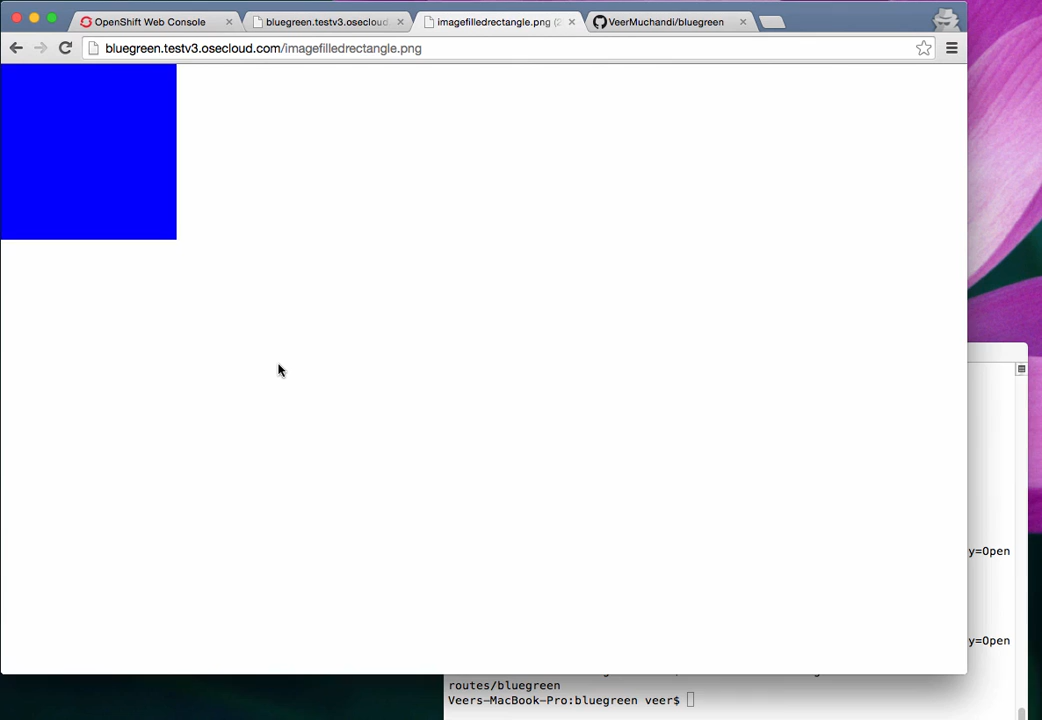 OpenShift Web Console
bluegreen.testv3.osecloud
imagefilledrectangle.png (2
VeerMuchandi/bluegreen
bluegreen.testv3.osecloud.com/imagefilledrectangle.png
y=Open
y=Open
routes/bluegreen
Veers-MacBook-Pro:bluegreen veer$